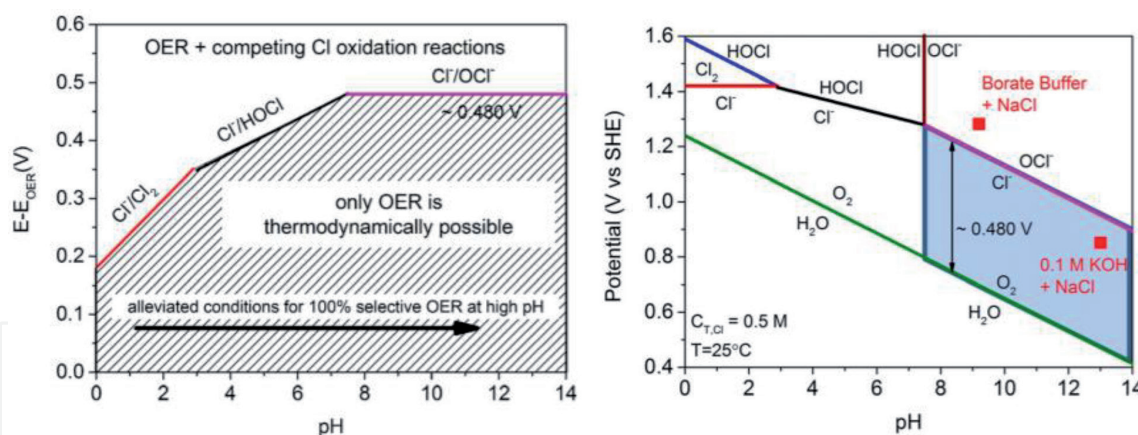 OER + competing Cl oxidation reactions
Cl⁻/OCl⁻
~ 0.480 V
Cl⁻/HOCl
Cl⁻/Cl₂
only OER is
thermodynamically possible
alleviated conditions for 100% selective OER at high pH
E-E_OER(V)
0.6
0.5
0.4
0.3
0.2
0.1
0.0
0 2 4 6 8 10 12 14
pH
Potential (V vs SHE)
1.6
1.4
1.2
1.0
0.8
0.6
0.4
HOCl
Cl₂
Cl⁻
HOCl
Cl⁻
HOCl OCl⁻
Borate Buffer
+ NaCl
OCl⁻
Cl⁻
O₂
H₂O
~ 0.480 V
0.1 M KOH
+ NaCl
O₂
H₂O
C_T,Cl = 0.5 M
T=25°C
0 2 4 6 8 10 12 14
pH